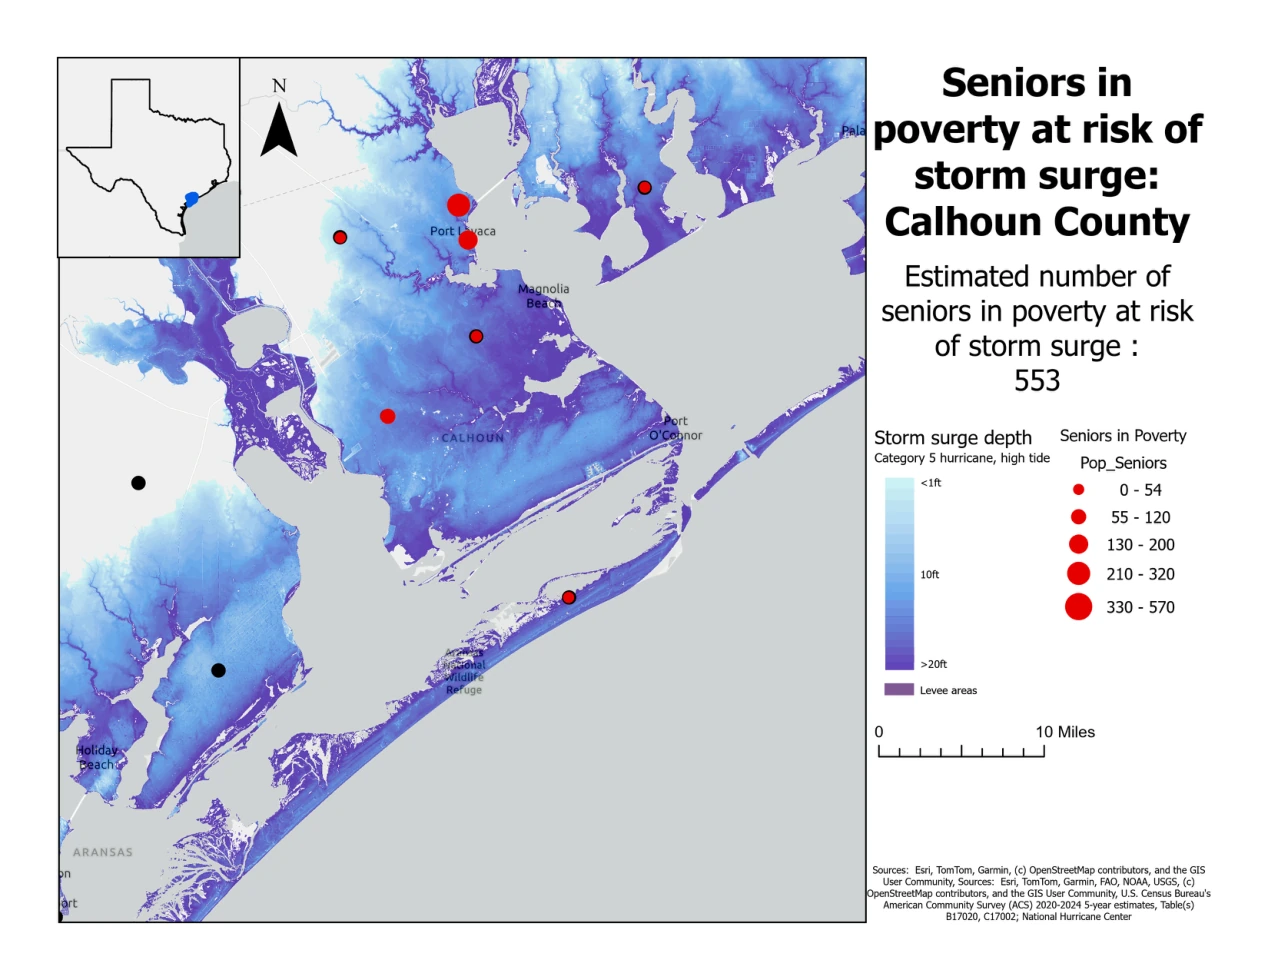 N
Seniors in
poverty at risk of
storm surge:
Calhoun County
Estimated number of
seniors in poverty at risk
of storm surge :
553
Pala
Port Lavaca
Magnolia
Beach
CALHOUN
Port
O'Connor
Aransas
National
Wildlife
Refuge
Holiday
Beach
ARANSAS
on
ort
Storm surge depth
Category 5 hurricane, high tide
<1ft
10ft
>20ft
Levee areas
Seniors in Poverty
Pop_Seniors
0 - 54
55 - 120
130 - 200
210 - 320
330 - 570
0 10 Miles
Sources: Esri, TomTom, Garmin, (c) OpenStreetMap contributors, and the GIS
User Community, Sources: Esri, TomTom, Garmin, FAO, NOAA, USGS, (c)
OpenStreetMap contributors, and the GIS User Community, U.S. Census Bureau's
American Community Survey (ACS) 2020-2024 5-year estimates, Table(s)
B17020, C17002; National Hurricane Center